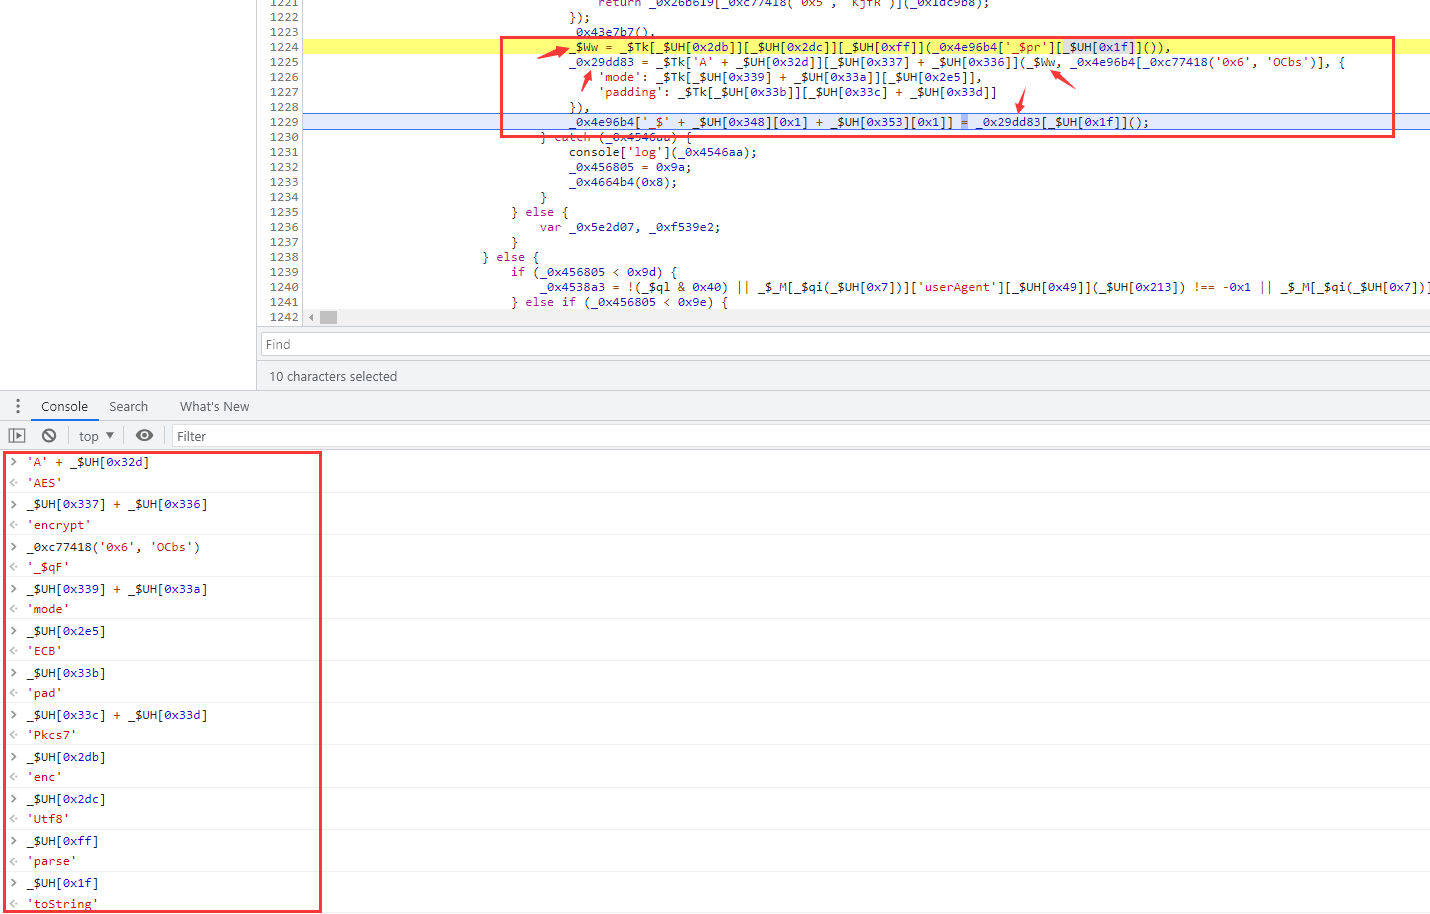 1221 return _0x26b619[_0xc77418('0x5', 'KjfR')](_0x1dc9b8);
1222 });
1223 _0x43e7b7(),
1224 _$Ww = _$Tk[_$UH[0x2db]][_$UH[0x2dc]][_$UH[0xff]](_0x4e96b4['_$pr'][_$UH[0x1f]]()),
1225 _0x29dd83 = _$Tk['A' + _$UH[0x32d]][_$UH[0x337] + _$UH[0x336]](_$Ww, _0x4e96b4[_0xc77418('0x6', 'OCbs')], {
1226 'mode': _$Tk[_$UH[0x339] + _$UH[0x33a]][_$UH[0x2e5]],
1227 'padding': _$Tk[_$UH[0x33b]][_$UH[0x33c] + _$UH[0x33d]]
1228 }),
1229 _0x4e96b4['_$' + _$UH[0x348][0x1] + _$UH[0x353][0x1]] = _0x29dd83[_$UH[0x1f]]();
1230 } catch (_0x4546aa) {
1231 console['log'](_0x4546aa);
1232 _0x456805 = 0x9a;
1233 _0x4664b4(0x8);
1234 }
1235 } else {
1236 var _0x5e2d07, _0xf539e2;
1237 }
1238 } else {
1239 if (_0x456805 < 0x9d) {
1240 _0x4538a3 = !(_$ql & 0x40) || _$_M[_$qi(_$UH[0x7])]['userAgent'][_$UH[0x49]](_$UH[0x213]) !== -0x1 || _$_M[_$qi(_$UH[0x7])]
1241 } else if (_0x456805 < 0x9e) {
1242
Find
10 characters selected
Console Search What's New
top Filter
> 'A' + _$UH[0x32d]
'AES'
> _$UH[0x337] + _$UH[0x336]
'encrypt'
> _0xc77418('0x6', 'OCbs')
'_$qF'
> _$UH[0x339] + _$UH[0x33a]
'mode'
> _$UH[0x2e5]
'ECB'
> _$UH[0x33b]
'pad'
> _$UH[0x33c] + _$UH[0x33d]
'Pkcs7'
> _$UH[0x2db]
'enc'
> _$UH[0x2dc]
'Utf8'
> _$UH[0xff]
'parse'
> _$UH[0x1f]
'toString'